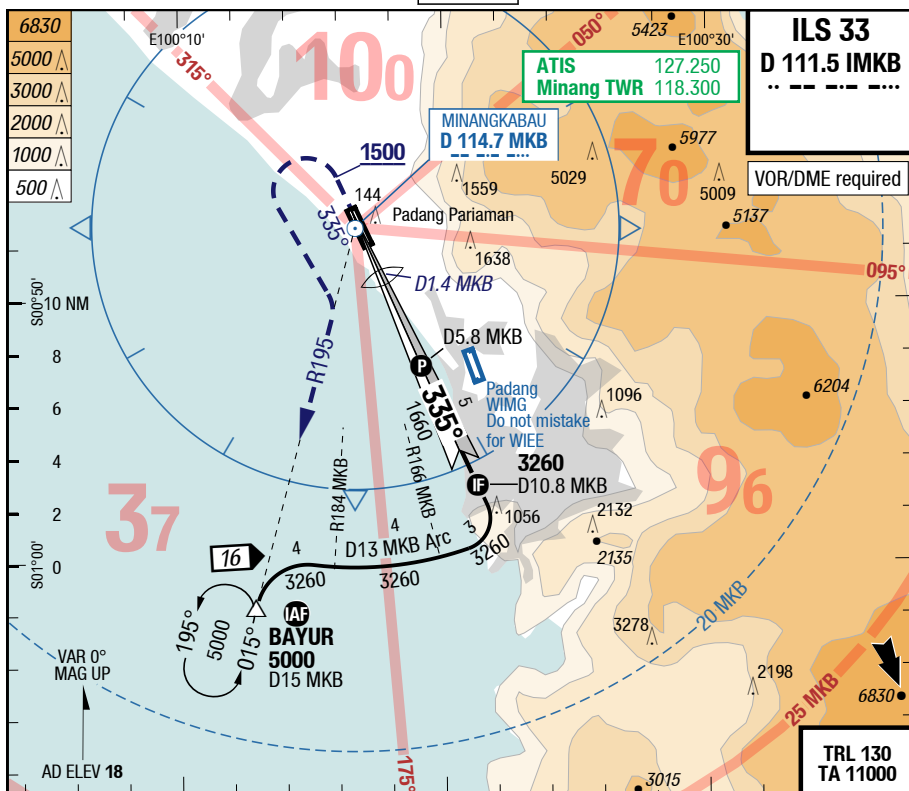 6830
5000
3000
2000
1000
500
E100°10'
315°
10₀
050°
5423
E100°30'
ILS 33
D 111.5 IMKB
·· –– –·– –···
ATIS 127.250
Minang TWR 118.300
MINANGKABAU
D 114.7 MKB
–– –·– –···
VOR/DME required
1500
144
1559
5029
5977
7₀
5009
5137
335°
Padang Pariaman
1638
095°
D1.4 MKB
S00°50'
10 NM
8
6
4
2
0
S01°00'
R195
D5.8 MKB
P
335°
5
1660
Padang
WIMG
Do not mistake
for WIEE
1096
6204
3260
IF
D10.8 MKB
9₆
3₇
R184 MKB
R166 MKB
1056
2132
2135
16
4
4
3
D13 MKB Arc
3260
3260
3260
195°
5000
015°
IAF
BAYUR
5000
D15 MKB
3278
20 MKB
2198
6830
25 MKB
VAR 0°
MAG UP
AD ELEV 18
175°
3015
TRL 130
TA 11000